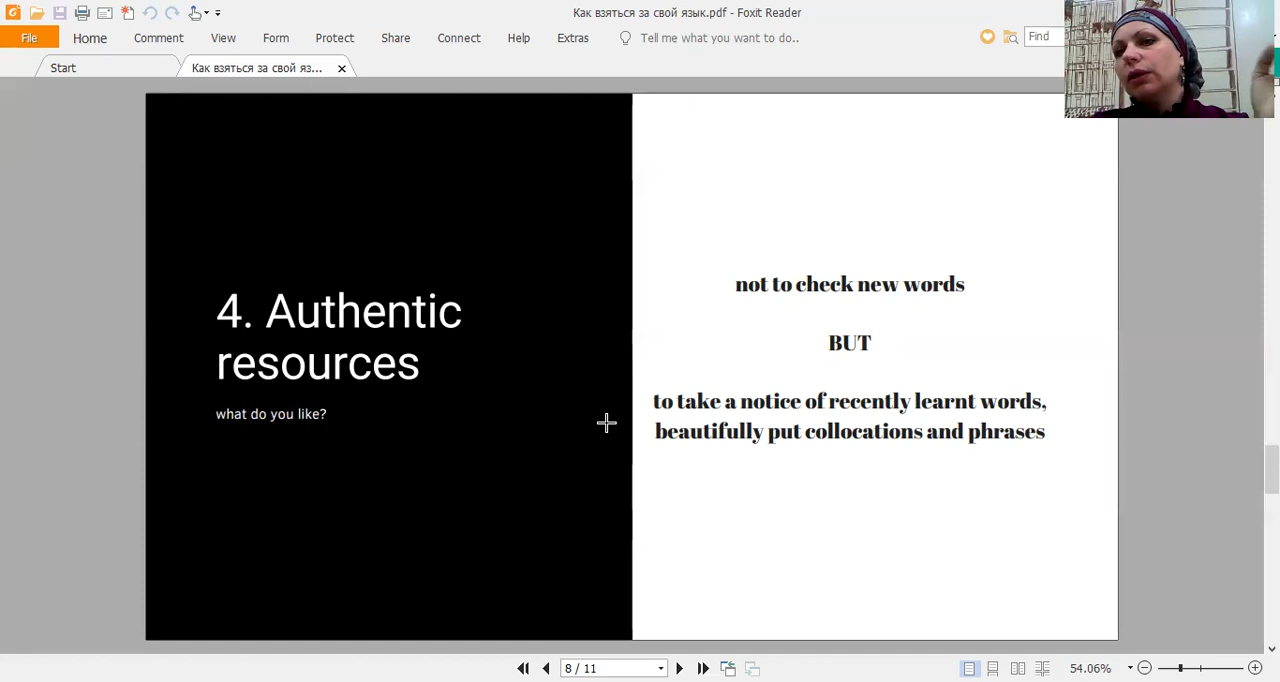 Как взяться за свой язык.pdf - Foxit Reader
File Home Comment View Form Protect Share Connect Help Extras Tell me what you want to do.. Find
Start Как взяться за свой яз...
4. Authentic
resources
what do you like?
not to check new words
BUT
to take a notice of recently learnt words,
beautifully put collocations and phrases
8 / 11 54.06%